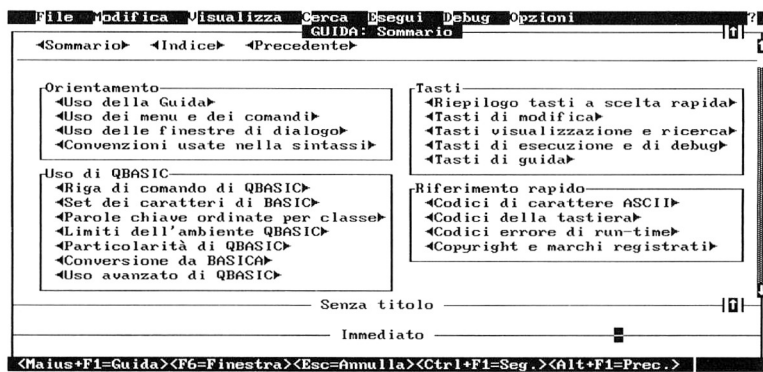 File Modifica Visualizza Cerca Esegui Debug Opzioni ?
GUIDA: Sommario
◄Sommario► ◄Indice► ◄Precedente►
Orientamento
◄Uso della Guida►
◄Uso dei menu e dei comandi►
◄Uso delle finestre di dialogo►
◄Convenzioni usate nella sintassi►
Uso di QBASIC
◄Riga di comando di QBASIC►
◄Set dei caratteri di BASIC►
◄Parole chiave ordinate per classe►
◄Limiti dell'ambiente QBASIC►
◄Particolarità di QBASIC►
◄Conversione da BASICA►
◄Uso avanzato di QBASIC►
Tasti
◄Riepilogo tasti a scelta rapida►
◄Tasti di modifica►
◄Tasti visualizzazione e ricerca►
◄Tasti di esecuzione e di debug►
◄Tasti di guida►
Riferimento rapido
◄Codici di carattere ASCII►
◄Codici della tastiera►
◄Codici errore di run-time►
◄Copyright e marchi registrati►
Senza titolo
Immediato
<Maius+F1=Guida><F6=Finestra><Esc=Annulla><Ctrl+F1=Seg.><Alt+F1=Prec.>